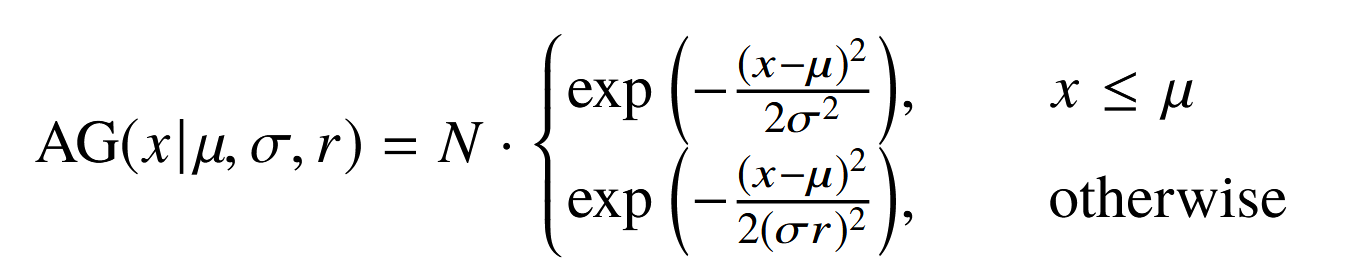 AG(x|μ, σ, r) = N · { exp(−(x−μ)²/2σ²), x ≤ μ
exp(−(x−μ)²/2(σr)²), otherwise